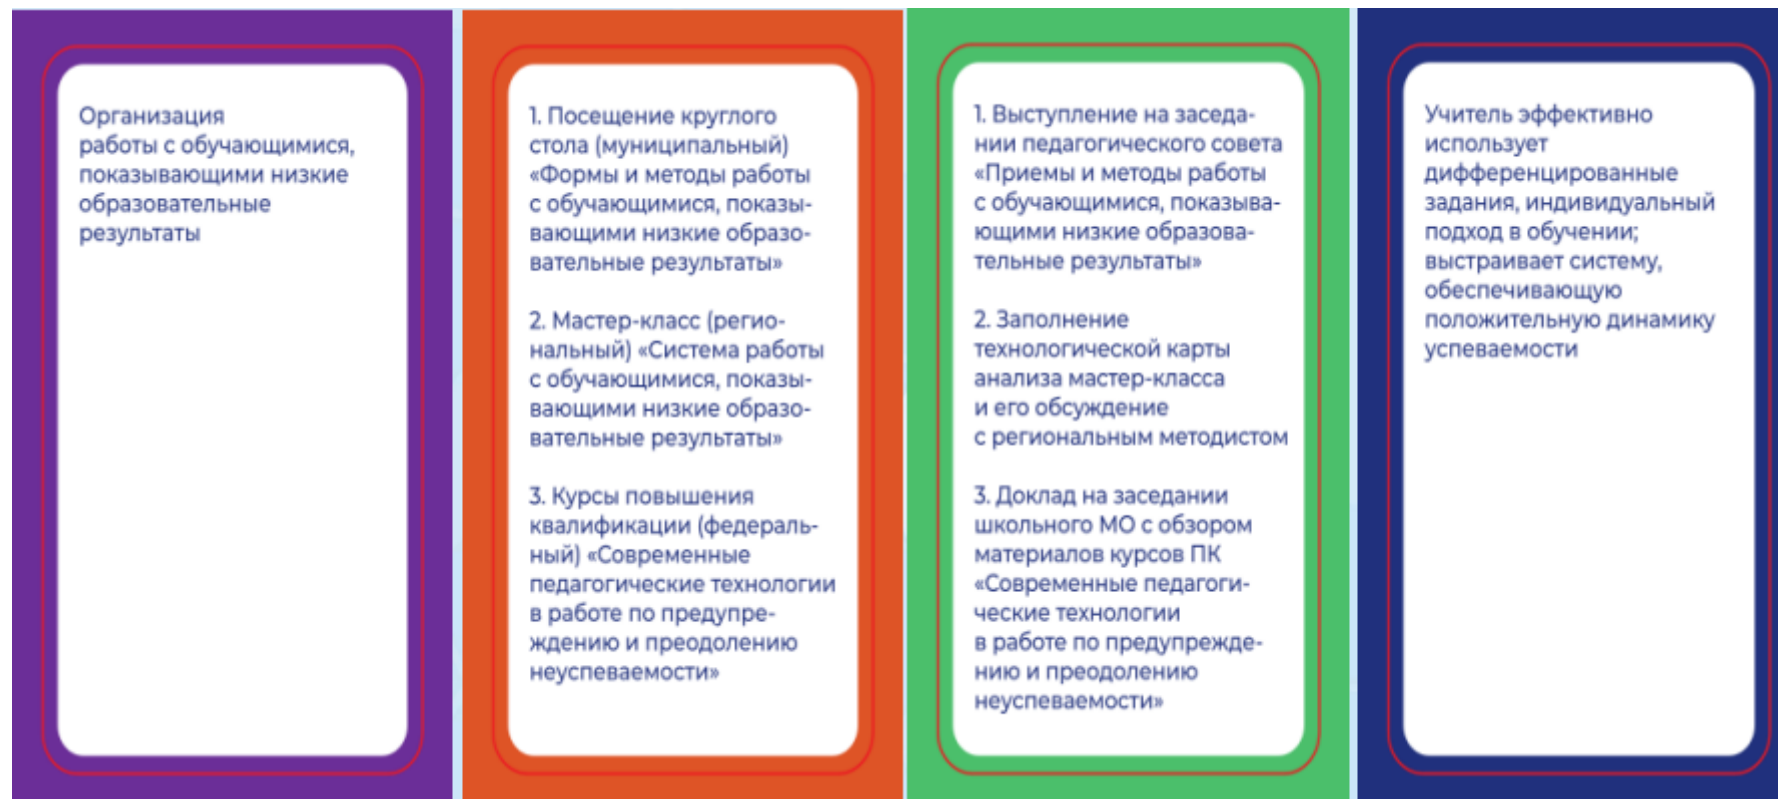 Организация
работы с обучающимися,
показывающими низкие
образовательные
результаты
1. Посещение круглого
стола (муниципальный)
«Формы и методы работы
с обучающимися, показы-
вающими низкие образо-
вательные результаты»
2. Мастер-класс (регио-
нальный) «Система работы
с обучающимися, показы-
вающими низкие образо-
вательные результаты»
3. Курсы повышения
квалификации (федераль-
ный) «Современные
педагогические технологии
в работе по предупре-
ждению и преодолению
неуспеваемости»
1. Выступление на заседа-
нии педагогического совета
«Приемы и методы работы
с обучающимися, показыва-
ющими низкие образова-
тельные результаты»
2. Заполнение
технологической карты
анализа мастер-класса
и его обсуждение
с региональным методистом
3. Доклад на заседании
школьного МО с обзором
материалов курсов ПК
«Современные педагоги-
ческие технологии
в работе по предупрежде-
нию и преодолению
неуспеваемости»
Учитель эффективно
использует
дифференцированные
задания, индивидуальный
подход в обучении;
выстраивает систему,
обеспечивающую
положительную динамику
успеваемости